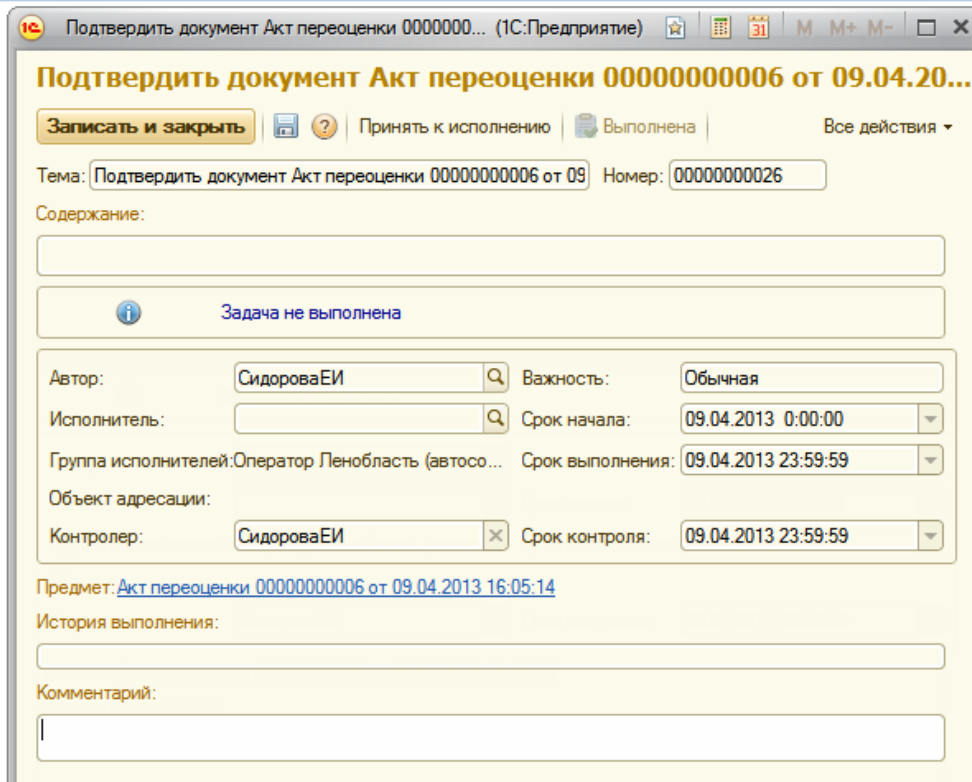 1С Подтвердить документ Акт переоценки 0000000... (1С:Предприятие) 31 M M+ M-
Подтвердить документ Акт переоценки 00000000006 от 09.04.20...
Записать и закрыть ? Принять к исполнению Выполнена Все действия
Тема: Подтвердить документ Акт переоценки 00000000006 от 09 Номер: 00000000026
Содержание:
Задача не выполнена
Автор: СидороваЕИ Важность: Обычная
Исполнитель: Срок начала: 09.04.2013 0:00:00
Группа исполнителей:Оператор Ленобласть (автосо... Срок выполнения: 09.04.2013 23:59:59
Объект адресации:
Контролер: СидороваЕИ Срок контроля: 09.04.2013 23:59:59
Предмет: Акт переоценки 00000000006 от 09.04.2013 16:05:14
История выполнения:
Комментарий: